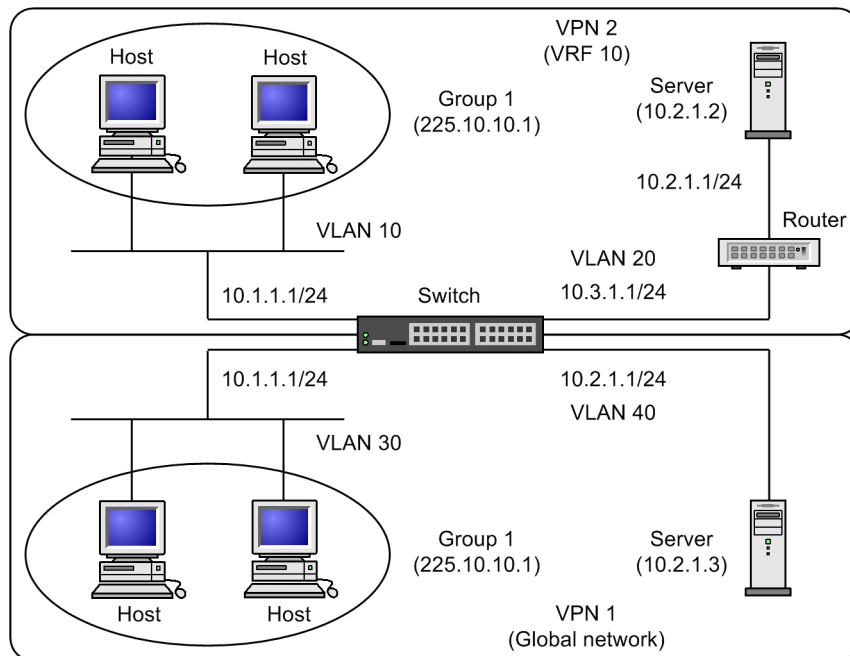 VPN 2
(VRF 10)
Host
Host
Server
(10.2.1.2)
Group 1
(225.10.10.1)
10.2.1.1/24
Router
VLAN 10
VLAN 20
10.1.1.1/24
Switch
10.3.1.1/24
10.1.1.1/24
10.2.1.1/24
VLAN 40
VLAN 30
Group 1
(225.10.10.1)
Server
(10.2.1.3)
Host
Host
VPN 1
(Global network)